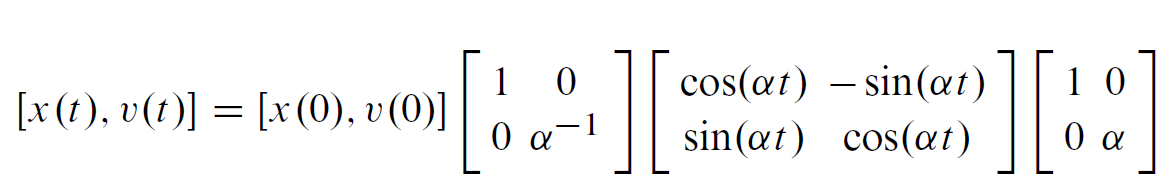 [x(t), v(t)] = [x(0), v(0)] [ 1 0 ; 0 α⁻¹ ] [ cos(αt) − sin(αt) ; sin(αt) cos(αt) ] [ 1 0 ; 0 α ]